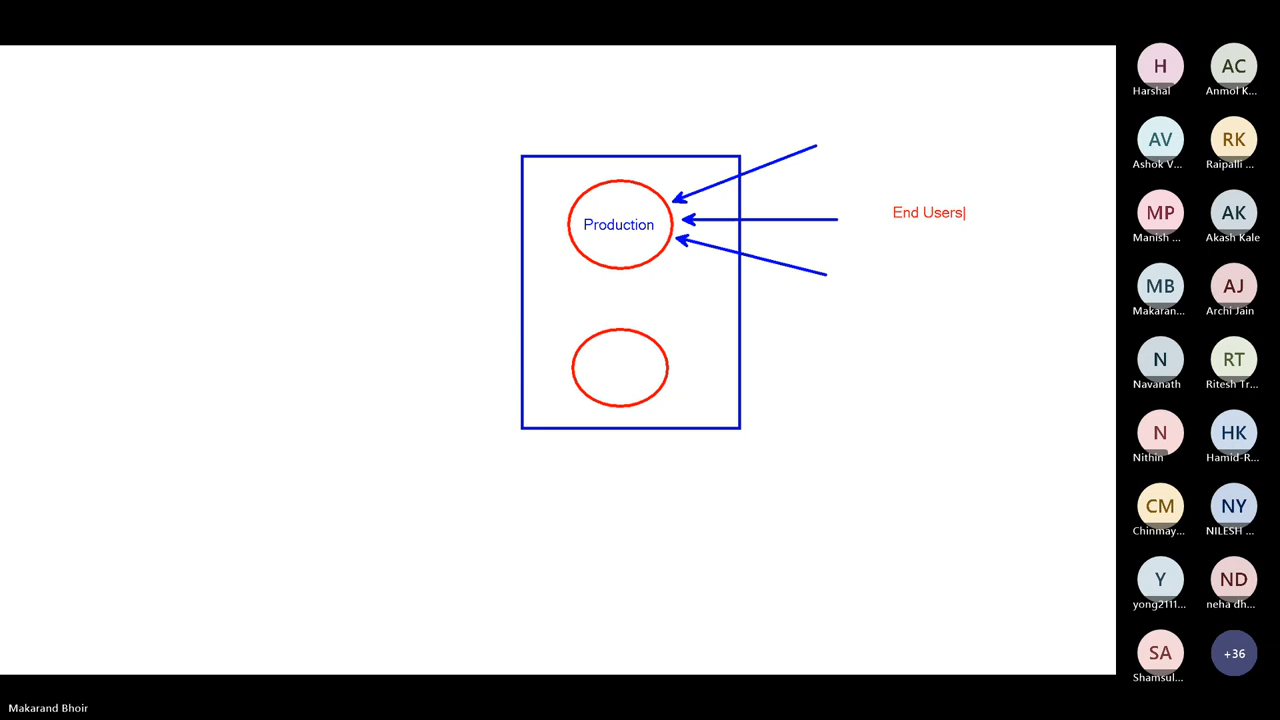 Production
End Users
H
Harshal
AC
Anmol K...
AV
Ashok V...
RK
Raipalli ...
MP
Manish ...
AK
Akash Kale
MB
Makaran...
AJ
Archi Jain
N
Navanath
RT
Ritesh Tr...
N
Nithin
HK
Hamid-R...
CM
Chinmay...
NY
NILESH ...
Y
yong2111...
ND
neha dh...
SA
Shamsul...
+36
Makarand Bhoir